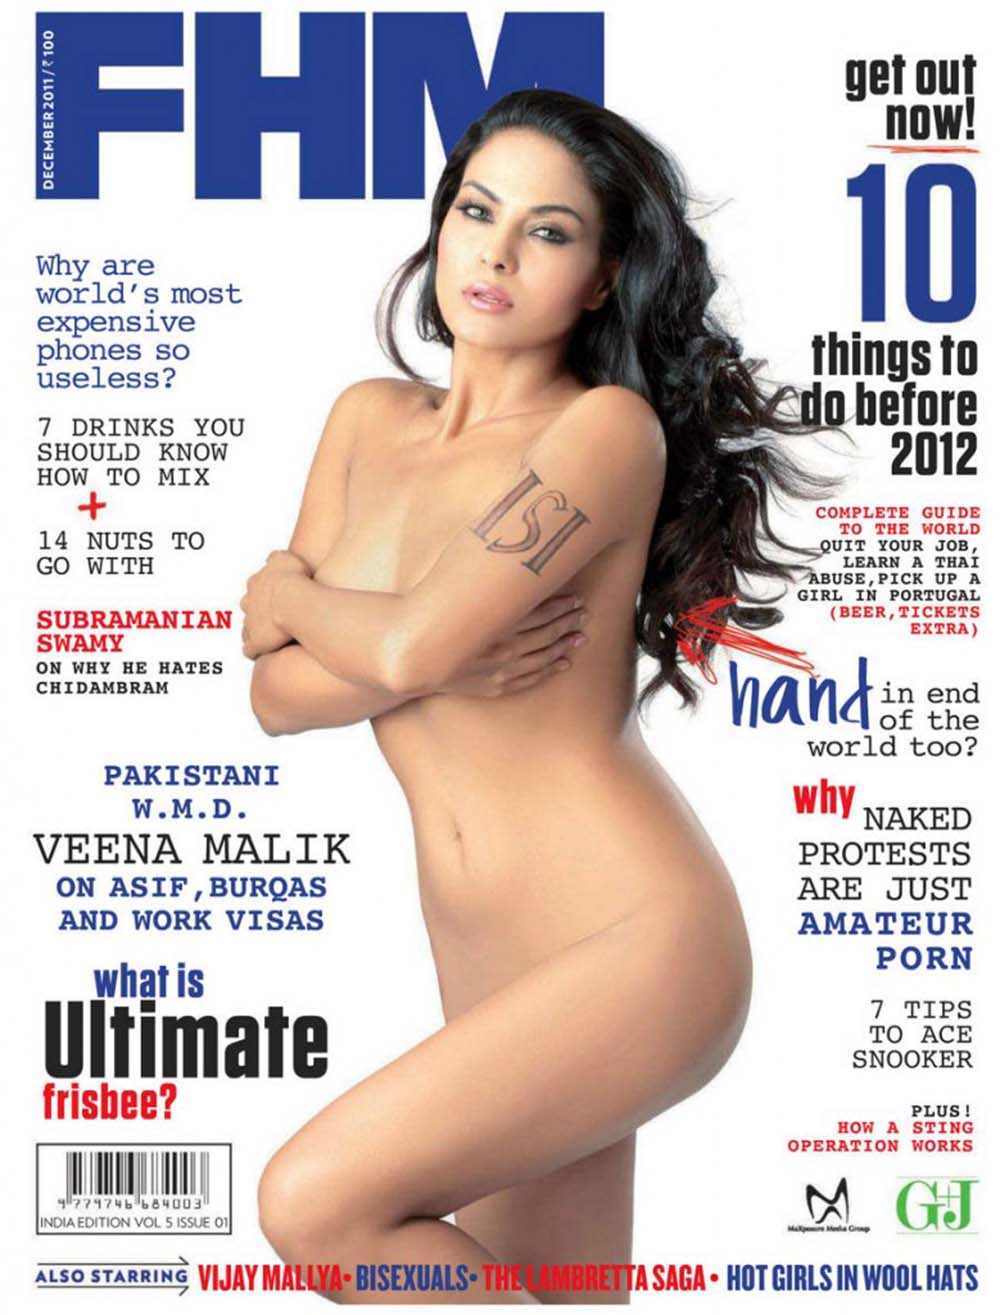 FHM
DECEMBER 2011 / ₹ 100
get out
now!
10
things to
do before
2012
COMPLETE GUIDE
TO THE WORLD
QUIT YOUR JOB,
LEARN A THAI
ABUSE, PICK UP A
GIRL IN PORTUGAL
(BEER, TICKETS
EXTRA)
Why are
world's most
expensive
phones so
useless?
7 DRINKS YOU
SHOULD KNOW
HOW TO MIX
+
14 NUTS TO
GO WITH
SUBRAMANIAN
SWAMY
ON WHY HE HATES
CHIDAMBRAM
ISI
hand in end
of the
world too?
PAKISTANI
W.M.D.
VEENA MALIK
ON ASIF, BURQAS
AND WORK VISAS
why NAKED
PROTESTS
ARE JUST
AMATEUR
PORN
what is
Ultimate
frisbee?
7 TIPS
TO ACE
SNOOKER
PLUS!
HOW A STING
OPERATION WORKS
9 779746 684003
INDIA EDITION VOL 5 ISSUE 01
MaXposure Media Group
G+J
ALSO STARRING VIJAY MALLYA • BISEXUALS • THE LAMBRETTA SAGA • HOT GIRLS IN WOOL HATS